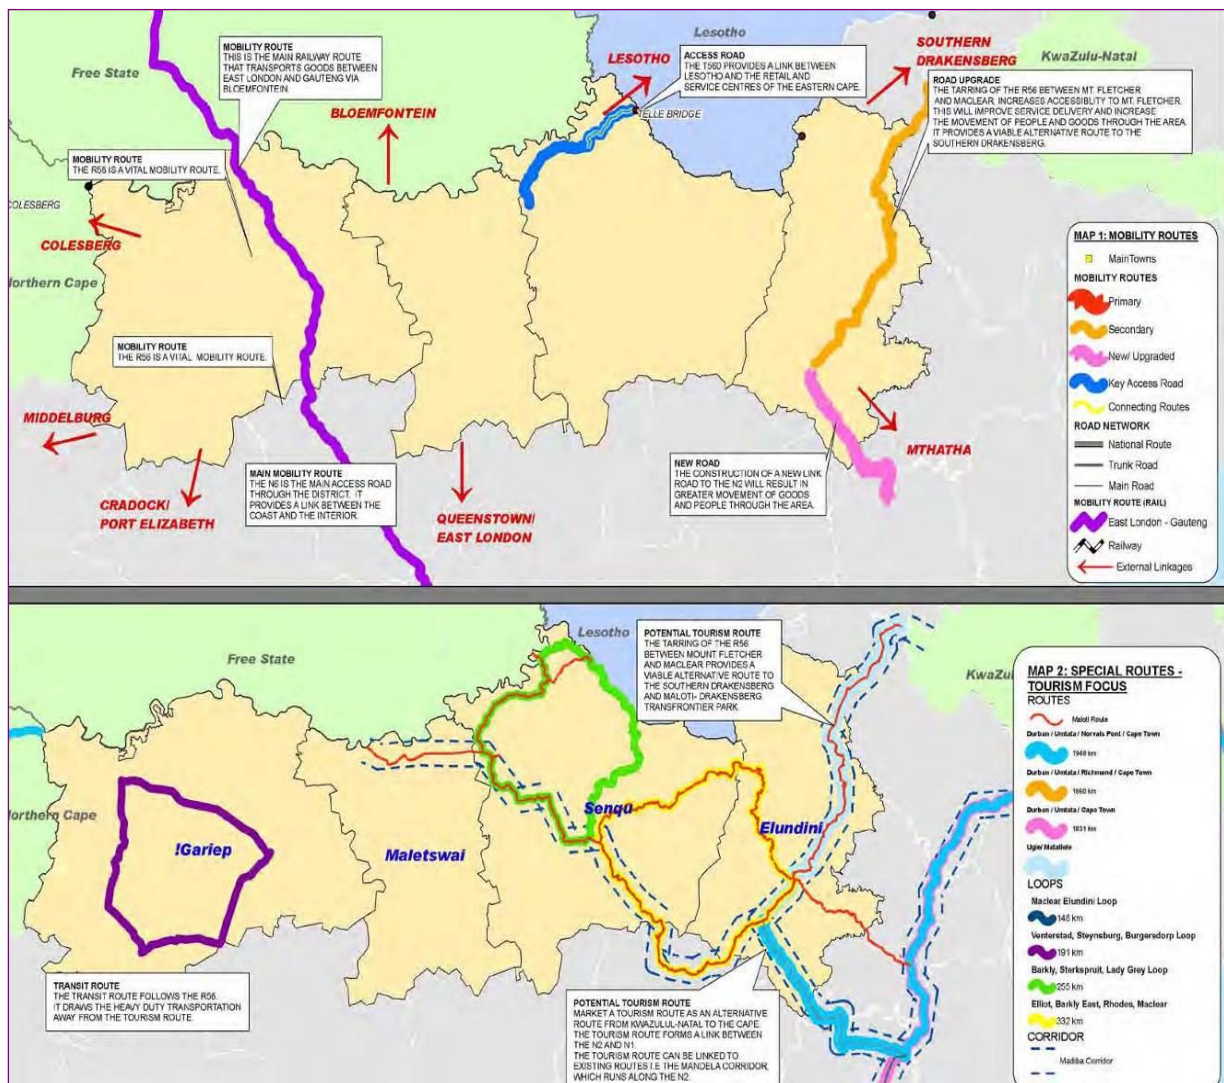 Free State
MOBILITY ROUTE
THIS IS THE MAIN RAILWAY ROUTE
THAT TRANSPORTS GOODS BETWEEN
EAST LONDON AND GAUTENG VIA
BLOEMFONTEIN.
BLOEMFONTEIN
LESOTHO
Lesotho
ACCESS ROAD
THE T560 PROVIDES A LINK BETWEEN
LESOTHO AND THE RETAIL AND
SERVICE CENTRES OF THE EASTERN CAPE.
TELLE BRIDGE
SOUTHERN
DRAKENSBERG
KwaZulu-Natal
ROAD UPGRADE
THE TARRING OF THE R56 BETWEEN MT. FLETCHER
AND MACLEAR, INCREASES ACCESSIBLITY TO MT. FLETCHER.
THIS WILL IMPROVE SERVICE DELIVERY AND INCREASE
THE MOVEMENT OF PEOPLE AND GOODS THROUGH THE AREA.
IT PROVIDES A VIABLE ALTERNATIVE ROUTE TO THE
SOUTHERN DRAKENSBERG.
MOBILITY ROUTE
THE R56 IS A VITAL MOBILITY ROUTE.
COLESBERG
COLESBERG
Northern Cape
MOBILITY ROUTE
THE R56 IS A VITAL MOBILITY ROUTE.
MIDDELBURG
CRADOCK/
PORT ELIZABETH
MAIN MOBILITY ROUTE
THE N6 IS THE MAIN ACCESS ROAD
THROUGH THE DISTRICT. IT
PROVIDES A LINK BETWEEN THE
COAST AND THE INTERIOR.
QUEENSTOWN/
EAST LONDON
NEW ROAD
THE CONSTRUCTION OF A NEW LINK
ROAD TO THE N2 WILL RESULT IN
GREATER MOVEMENT OF GOODS
AND PEOPLE THROUGH THE AREA.
MTHATHA
MAP 1: MOBILITY ROUTES
MainTowns
MOBILITY ROUTES
Primary
Secondary
New/ Upgraded
Key Access Road
Connecting Routes
ROAD NETWORK
National Route
Trunk Road
Main Road
MOBILITY ROUTE (RAIL)
East London - Gauteng
Railway
External Linkages
Free State
Lesotho
POTENTIAL TOURISM ROUTE
THE TARRING OF THE R56
BETWEEN MOUNT FLETCHER
AND MACLEAR PROVIDES A
VIABLE ALTERNATIVE ROUTE TO
THE SOUTHERN DRAKENSBERG
AND MALOTI- DRAKENSBERG
TRANSFRONTIER PARK.
KwaZu
Northern Cape
!Gariep
Maletswai
Senqu
Elundini
TRANSIT ROUTE
THE TRANSIT ROUTE FOLLOWS THE R56.
IT DRAWS THE HEAVY DUTY TRANSPORTATION
AWAY FROM THE TOURISM ROUTE.
POTENTIAL TOURISM ROUTE
MARKET A TOURISM ROUTE AS AN ALTERNATIVE
ROUTE FROM KWAZULUL-NATAL TO THE CAPE.
THE TOURISM ROUTE FORMS A LINK BETWEEN
THE N2 AND N1.
THE TOURISM ROUTE CAN BE LINKED TO
EXISTING ROUTES I.E THE MANDELA CORRIDOR,
WHICH RUNS ALONG THE N2.
MAP 2: SPECIAL ROUTES -
TOURISM FOCUS
ROUTES
Maloti Route
Durban / Umtata / Norvals Pont / Cape Town
Durban / Umtata / Richmond / Cape Town
Durban / Umtata / Cape Town
1831 km
Ugie/ Matatiele
LOOPS
Maclear Elundini Loop
Venterstad, Steynsburg, Burgersdorp Loop
191 km
Barkly, Sterkspruit, Lady Grey Loop
255 km
Elliot, Barkly East, Rhodes, Maclear
332 km
CORRIDOR
Madiba Corridor